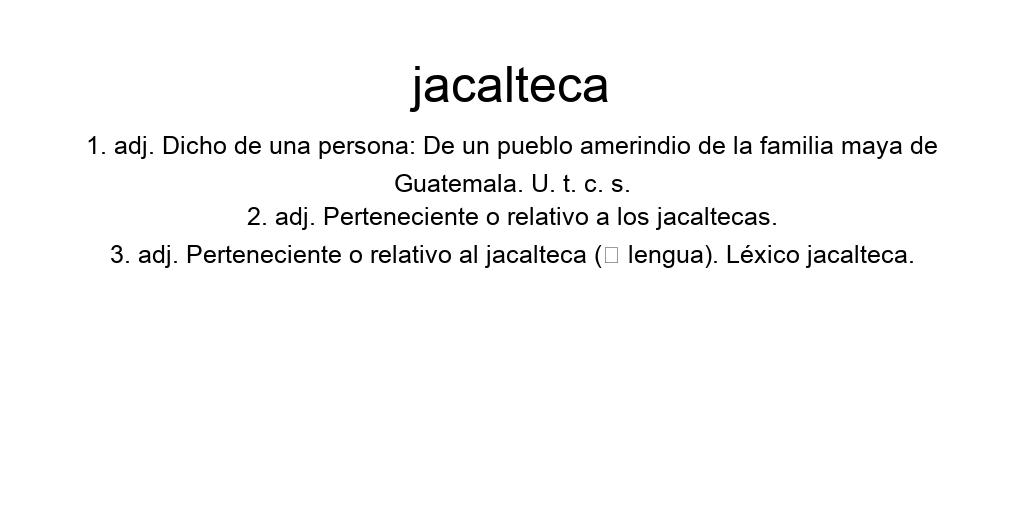 jacalteca
1. adj. Dicho de una persona: De un pueblo amerindio de la familia maya de
Guatemala. U. t. c. s.
2. adj. Perteneciente o relativo a los jacaltecas.
3. adj. Perteneciente o relativo al jacalteca (□ lengua). Léxico jacalteca.